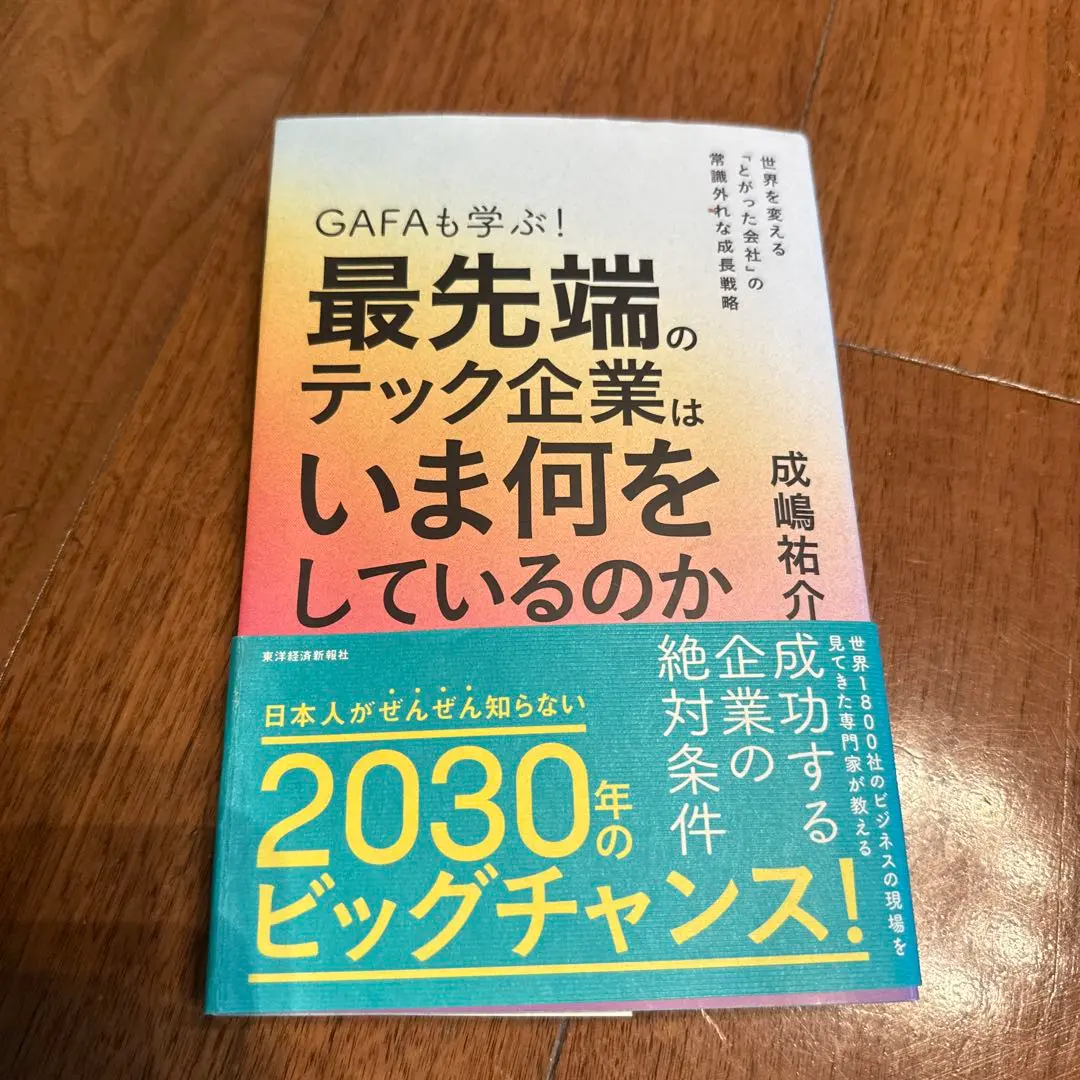 世界を変える
「とがった会社」の
常識外れな成長戦略
GAFAも学ぶ!
最先端の
テック企業は
いま何を
しているのか
成嶋祐介
東洋経済新報社
世界1800社のビジネスの現場を
見てきた専門家が教える
成功する
企業の
絶対条件
日本人がぜんぜん知らない
2030年の
ビッグチャンス!